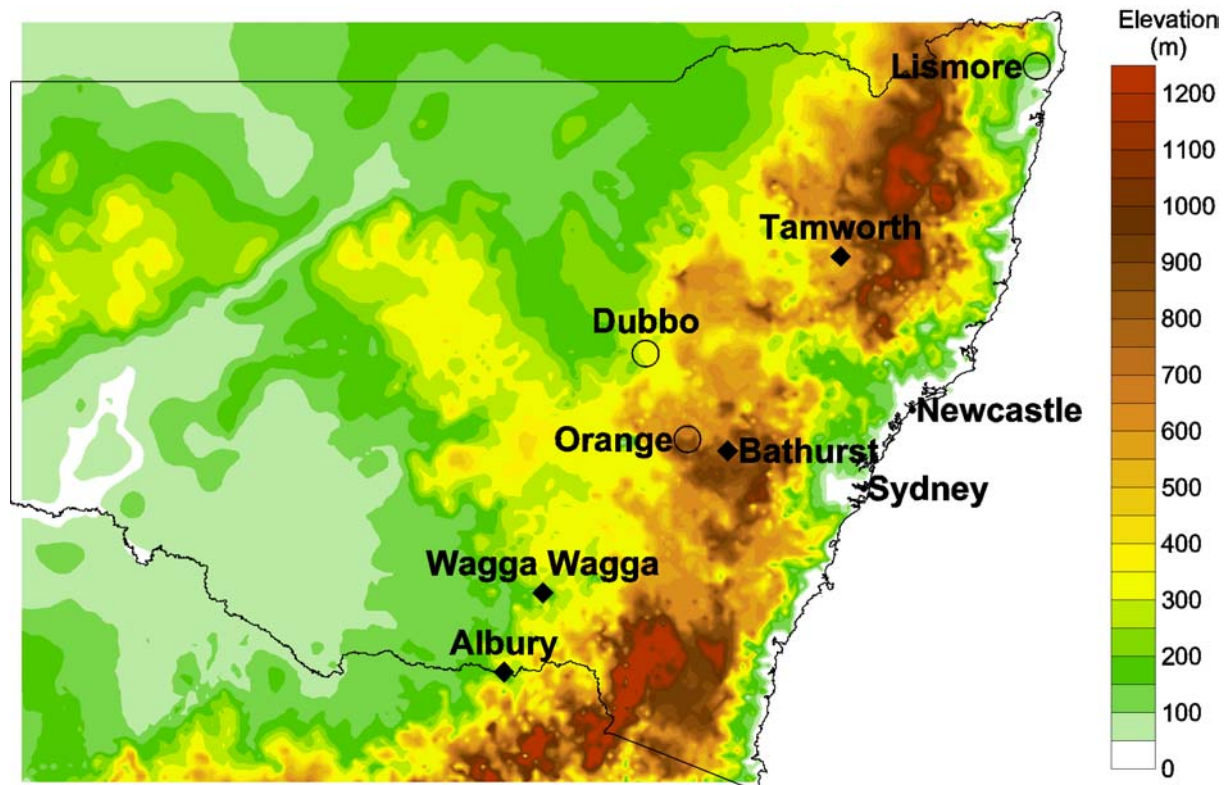 Elevation
(m)
1200
1100
1000
900
800
700
600
500
400
300
200
100
0
Lismore
Tamworth
Dubbo
Newcastle
Orange
Bathurst
Sydney
Wagga Wagga
Albury